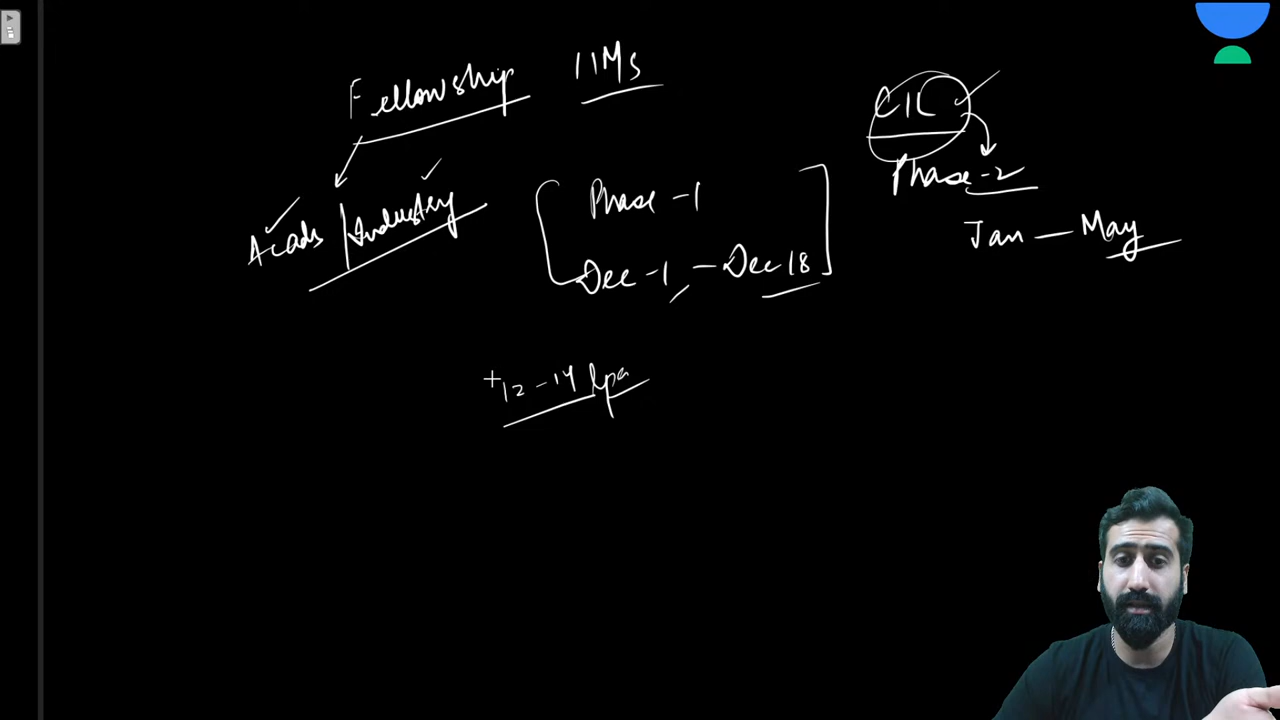 Fellowship IIMs
Acads | Industry
Phase -1
Dec -1 - Dec 18
CIL
Phase -2
Jan - May
+12 - 14 lpa